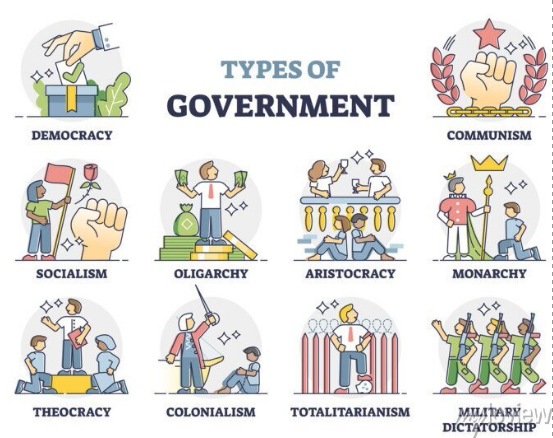 TYPES OF
GOVERNMENT
DEMOCRACY
COMMUNISM
SOCIALISM
OLIGARCHY
ARISTOCRACY
MONARCHY
THEOCRACY
COLONIALISM
TOTALITARIANISM
MILITARY
DICTATORSHIP